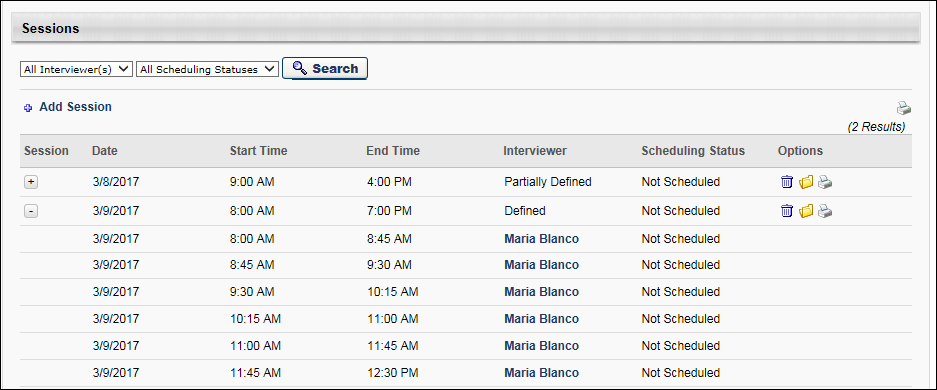 Sessions
All Interviewer(s) All Scheduling Statuses Search
Add Session
(2 Results)
Session Date Start Time End Time Interviewer Scheduling Status Options
+ 3/8/2017 9:00 AM 4:00 PM Partially Defined Not Scheduled
- 3/9/2017 8:00 AM 7:00 PM Defined Not Scheduled
3/9/2017 8:00 AM 8:45 AM Maria Blanco Not Scheduled
3/9/2017 8:45 AM 9:30 AM Maria Blanco Not Scheduled
3/9/2017 9:30 AM 10:15 AM Maria Blanco Not Scheduled
3/9/2017 10:15 AM 11:00 AM Maria Blanco Not Scheduled
3/9/2017 11:00 AM 11:45 AM Maria Blanco Not Scheduled
3/9/2017 11:45 AM 12:30 PM Maria Blanco Not Scheduled